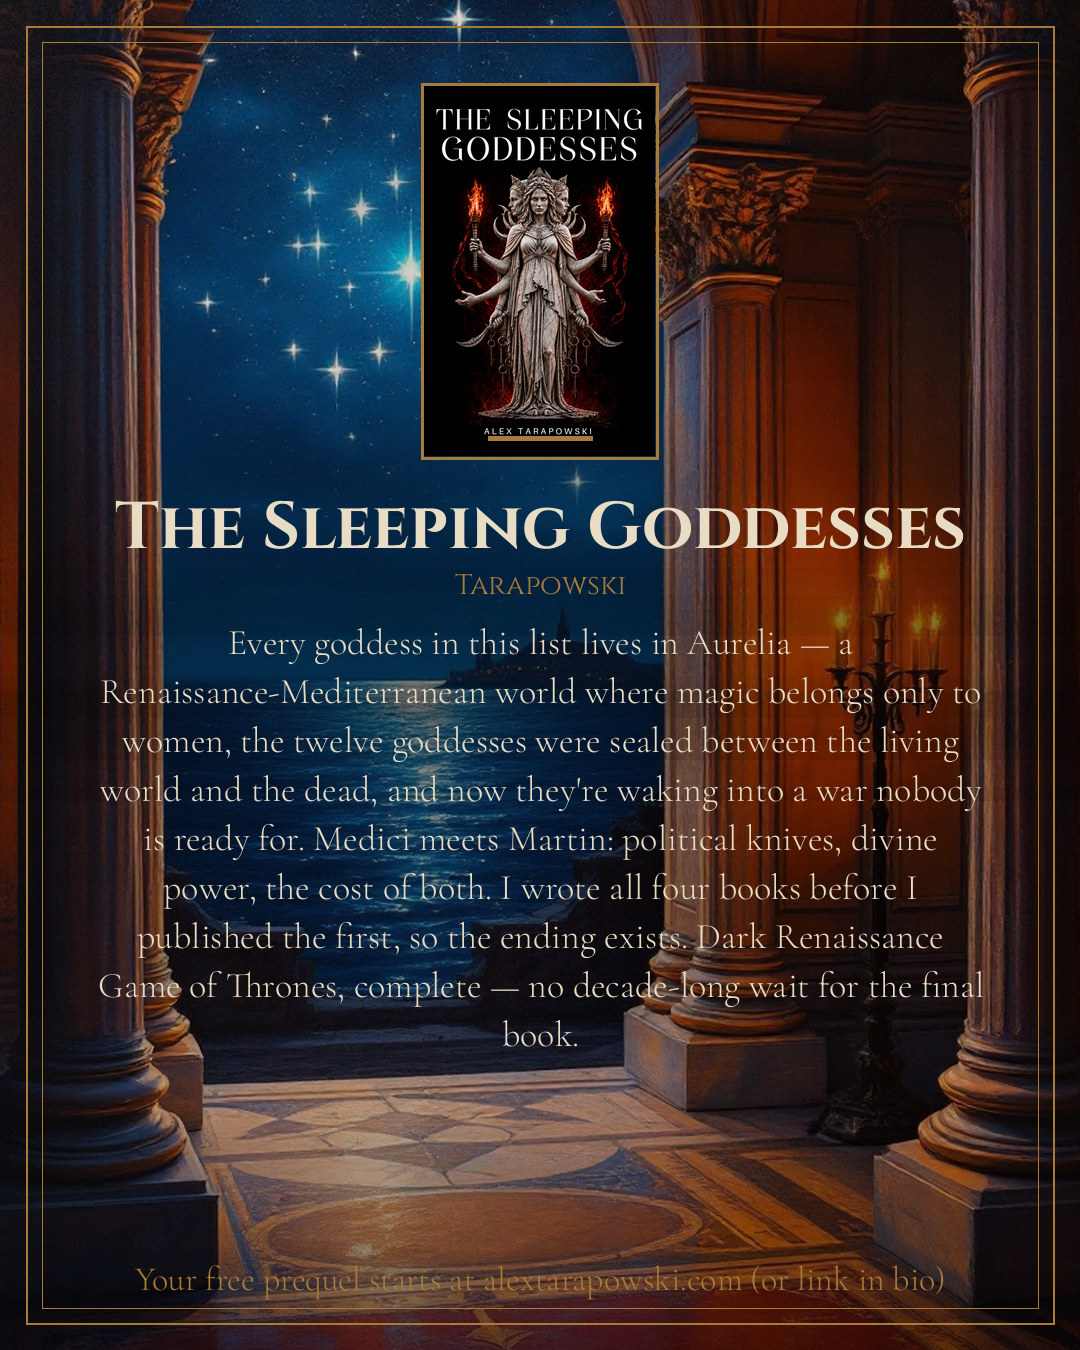 THE SLEEPING
GODDESSES
ALEX TARAPOWSKI
THE SLEEPING GODDESSES
TARAPOWSKI
Every goddess in this list lives in Aurelia — a
Renaissance-Mediterranean world where magic belongs only to
women, the twelve goddesses were sealed between the living
world and the dead, and now they're waking into a war nobody
is ready for. Medici meets Martin: political knives, divine
power, the cost of both. I wrote all four books before I
published the first, so the ending exists. Dark Renaissance
Game of Thrones, complete — no decade-long wait for the final
book.
Your free prequel starts at alextarapowski.com (or link in bio)